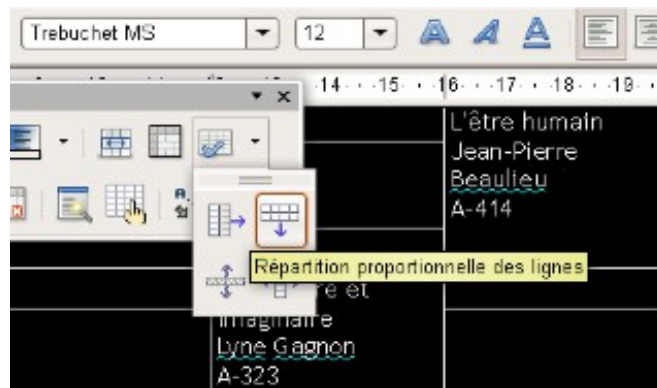 Trebuchet MS
12
14 15 16 17 18 19
L'être humain
Jean-Pierre
Beaulieu
A-414
Répartition proportionnelle des lignes
re et
imaginaire
Lyne Gagnon
A-323